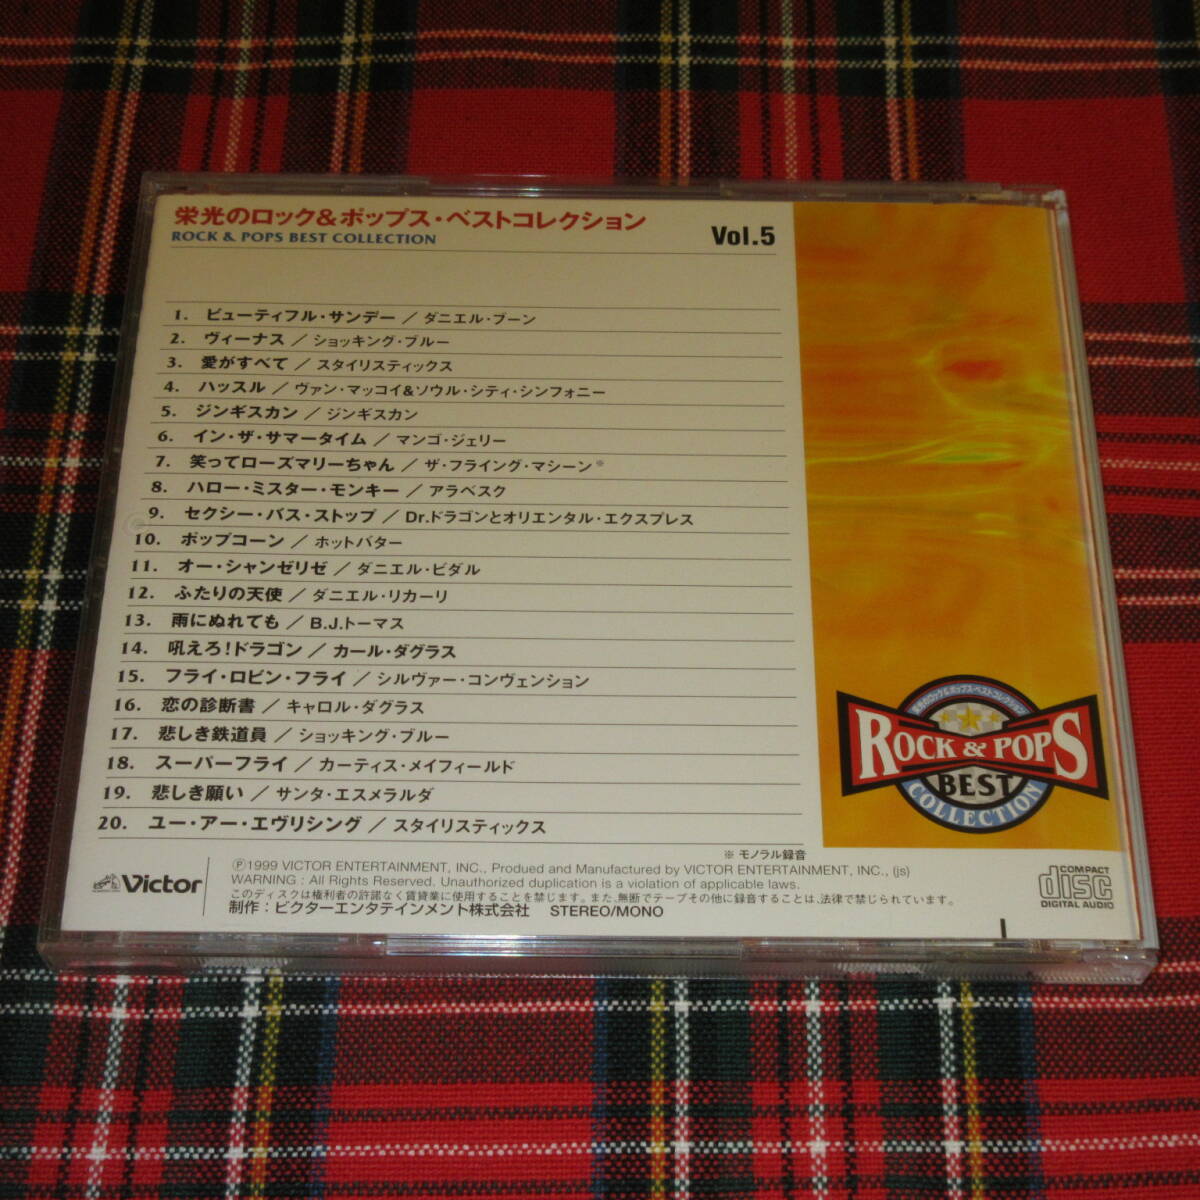 栄光のロック&ポップス・ベストコレクション
ROCK & POPS BEST COLLECTION
Vol.5
1. ビューティフル・サンデー／ダニエル・ブーン
2. ヴィーナス／ショッキング・ブルー
3. 愛がすべて／スタイリスティックス
4. ハッスル／ヴァン・マッコイ&ソウル・シティ・シンフォニー
5. ジンギスカン／ジンギスカン
6. イン・ザ・サマータイム／マンゴ・ジェリー
7. 笑ってローズマリーちゃん／ザ・フライング・マシーン※
8. ハロー・ミスター・モンキー／アラベスク
9. セクシー・バス・ストップ／Dr.ドラゴンとオリエンタル・エクスプレス
10. ポップコーン／ホットバター
11. オー・シャンゼリゼ／ダニエル・ビダル
12. ふたりの天使／ダニエル・リカーリ
13. 雨にぬれても／B.J.トーマス
14. 吼えろ!ドラゴン／カール・ダグラス
15. フライ・ロビン・フライ／シルヴァー・コンヴェンション
16. 恋の診断書／キャロル・ダグラス
17. 悲しき鉄道員／ショッキング・ブルー
18. スーパーフライ／カーティス・メイフィールド
19. 悲しき願い／サンタ・エスメラルダ
20. ユー・アー・エヴリシング／スタイリスティックス
※ モノラル録音
栄光のロック&ポップス・ベストコレクション
ROCK & POPS
BEST
COLLECTION
Victor
Ⓟ1999 VICTOR ENTERTAINMENT, INC., Produed and Manufactured by VICTOR ENTERTAINMENT, INC., (js)
WARNING : All Rights Reserved. Unauthorized duplication is a violation of applicable laws.
このディスクは権利者の許諾なく賃貸業に使用することを禁じます。また、無断でテープその他に録音することは、法律で禁じられています。
制作：ビクターエンタテインメント株式会社 STEREO/MONO
COMPACT
disc
DIGITAL AUDIO